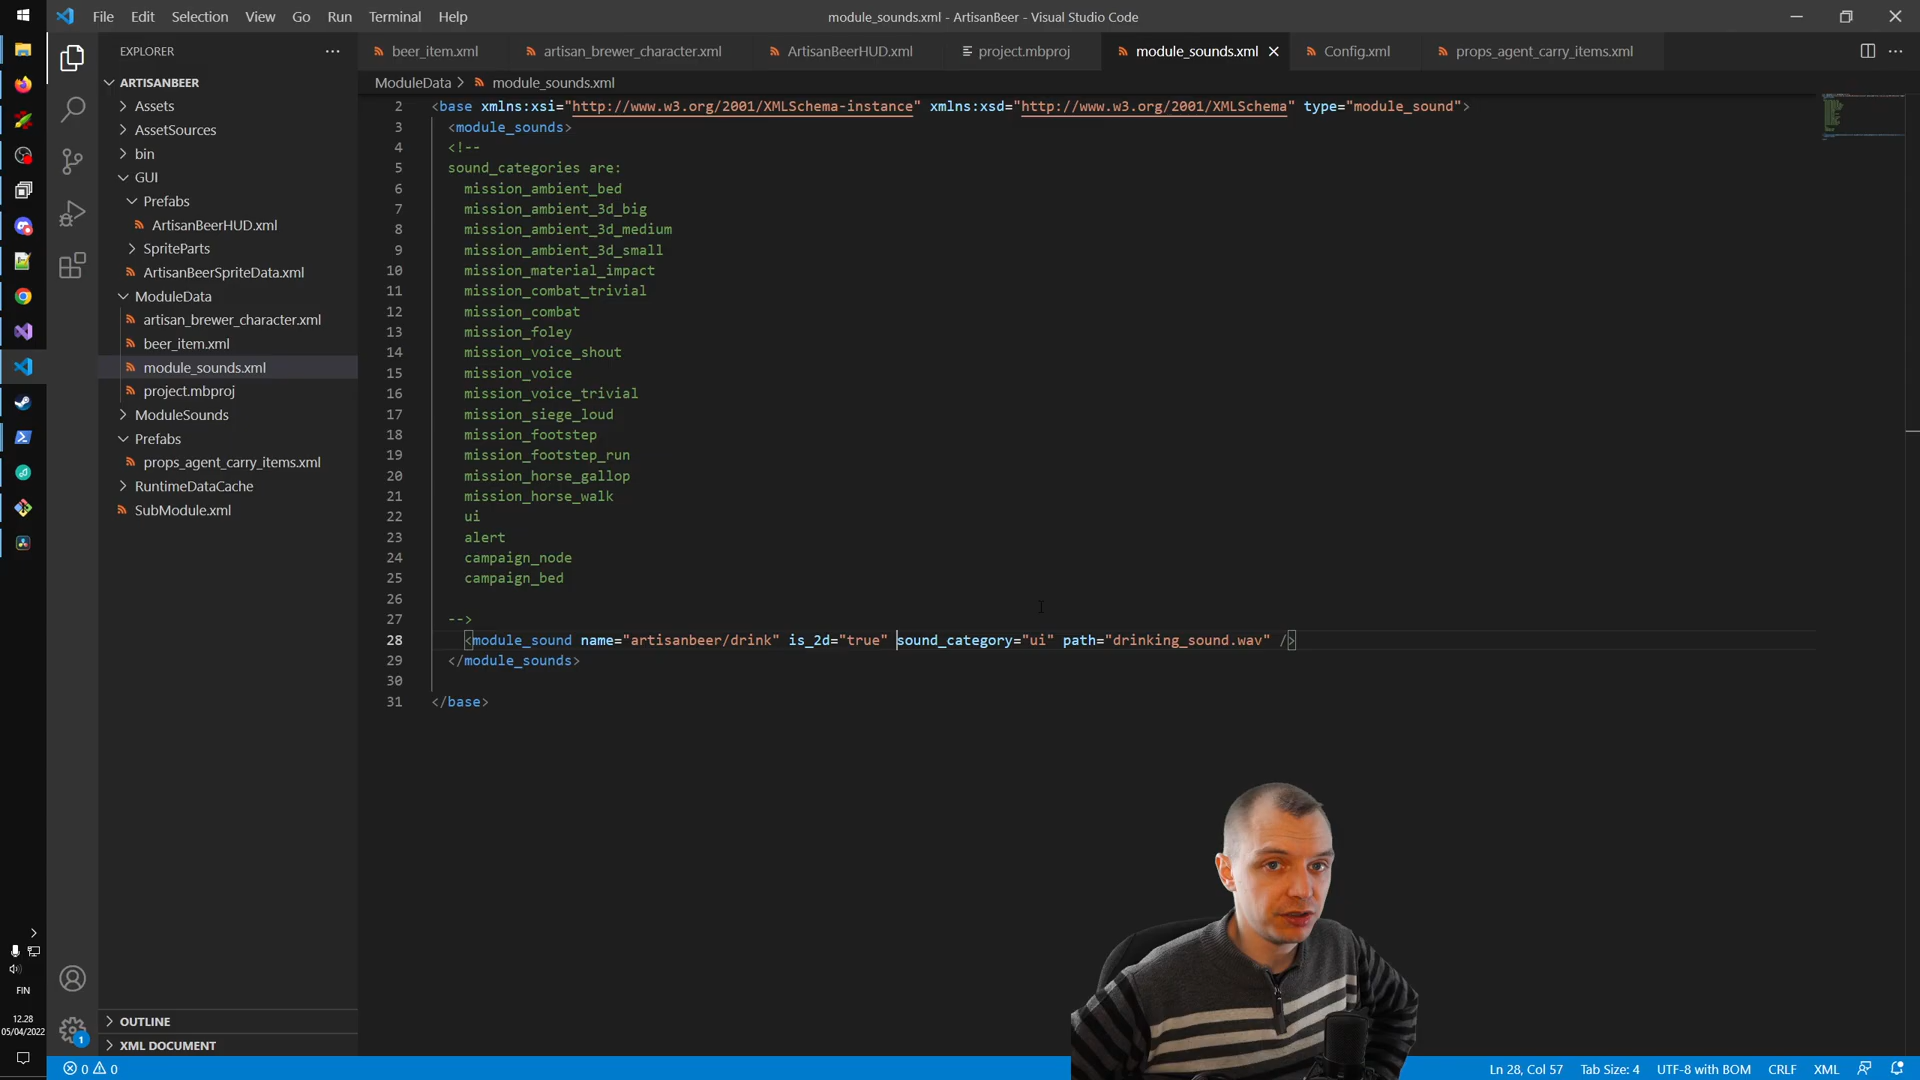 File Edit Selection View Go Run Terminal Help
module_sounds.xml - ArtisanBeer - Visual Studio Code
EXPLORER
beer_item.xml
artisan_brewer_character.xml
ArtisanBeerHUD.xml
project.mbproj
module_sounds.xml
Config.xml
props_agent_carry_items.xml
ModuleData > module_sounds.xml
ARTISANBEER
Assets
AssetSources
bin
GUI
Prefabs
ArtisanBeerHUD.xml
SpriteParts
ArtisanBeerSpriteData.xml
ModuleData
artisan_brewer_character.xml
beer_item.xml
module_sounds.xml
project.mbproj
ModuleSounds
Prefabs
props_agent_carry_items.xml
RuntimeDataCache
SubModule.xml
OUTLINE
XML DOCUMENT
2 <base xmlns:xsi="http://www.w3.org/2001/XMLSchema-instance" xmlns:xsd="http://www.w3.org/2001/XMLSchema" type="module_sound">
3 <module_sounds>
4 <!--
5 sound_categories are:
6 mission_ambient_bed
7 mission_ambient_3d_big
8 mission_ambient_3d_medium
9 mission_ambient_3d_small
10 mission_material_impact
11 mission_combat_trivial
12 mission_combat
13 mission_foley
14 mission_voice_shout
15 mission_voice
16 mission_voice_trivial
17 mission_siege_loud
18 mission_footstep
19 mission_footstep_run
20 mission_horse_gallop
21 mission_horse_walk
22 ui
23 alert
24 campaign_node
25 campaign_bed
26
27 -->
28 <module_sound name="artisanbeer/drink" is_2d="true" sound_category="ui" path="drinking_sound.wav" />
29 </module_sounds>
30
31 </base>
FIN
12.28
05/04/2022
1
0 0
Ln 28, Col 57
Tab Size: 4
UTF-8 with BOM
CRLF
XML